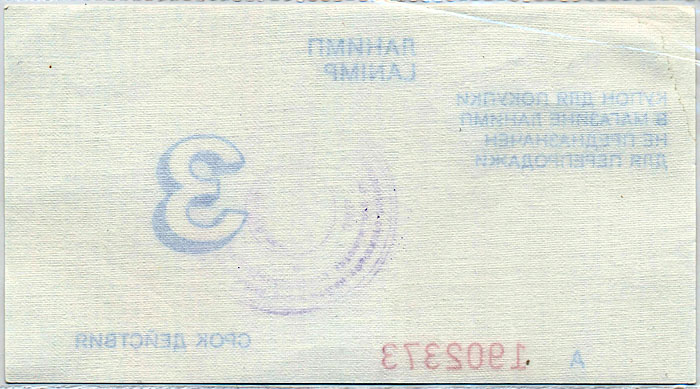 ЛАНИМП
LANIMP
КУПОН ДЛЯ ПОКУПКИ
В МАГАЗИНЕ ЛАНИМП
НЕ ПРЕДНАЗНАЧЕН
ДЛЯ ПЕРЕПРОДАЖИ
3
СРОК ДЕЙСТВИЯ
А 1902373